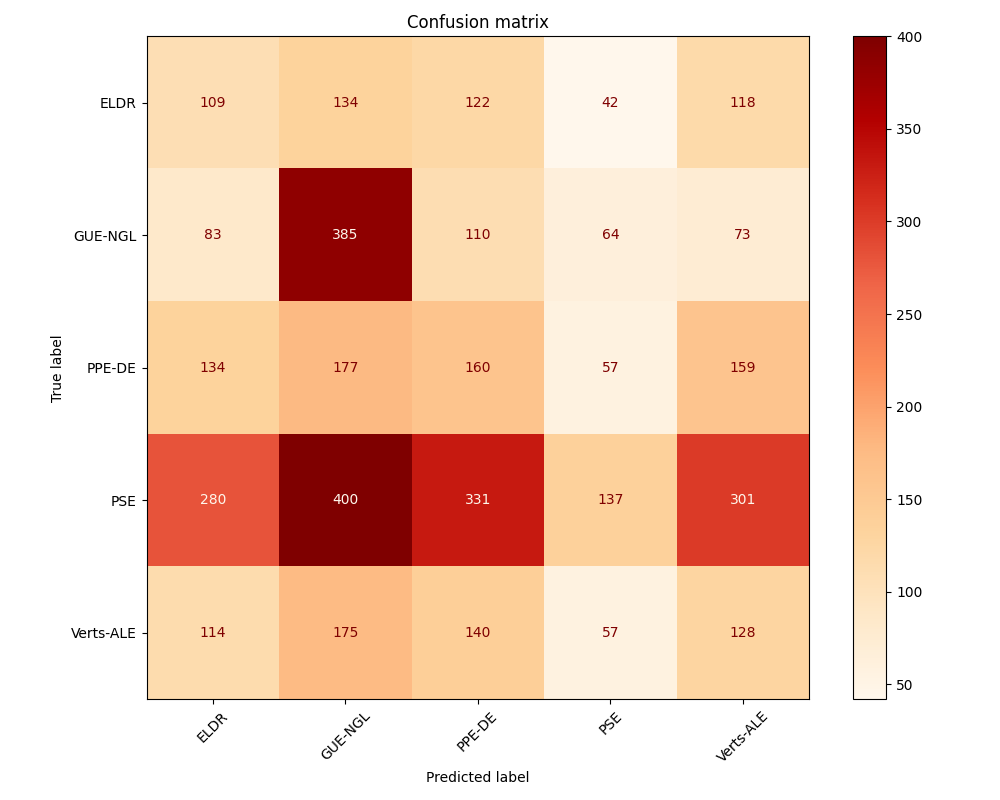 Confusion matrix
ELDR 109 134 122 42 118
GUE-NGL 83 385 110 64 73
PPE-DE 134 177 160 57 159
PSE 280 400 331 137 301
Verts-ALE 114 175 140 57 128
True label
ELDR GUE-NGL PPE-DE PSE Verts-ALE
Predicted label
400
350
300
250
200
150
100
50